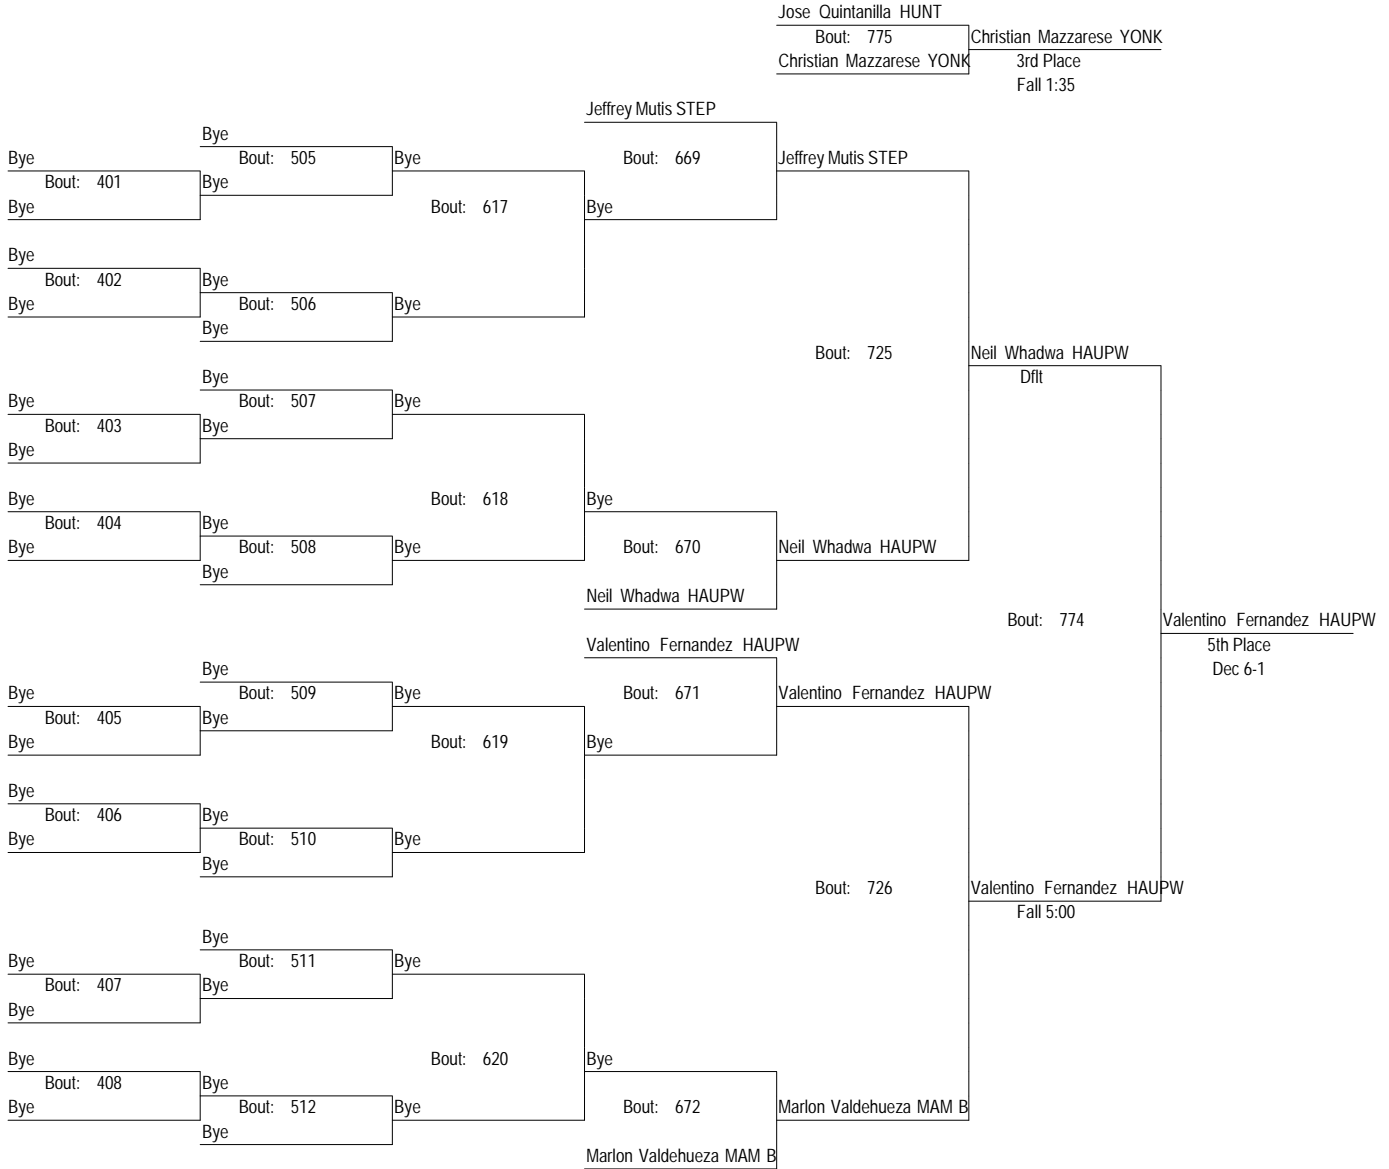 Jose Quintanilla HUNT
Bout: 775
Christian Mazzarese YONK
Christian Mazzarese YONK
3rd Place
Fall 1:35
Jeffrey Mutis STEP
Bye
Bye
Bout: 505
Bye
Bout: 669
Jeffrey Mutis STEP
Bout: 401
Bye
Bye
Bout: 617
Bye
Bye
Bout: 402
Bye
Bye
Bout: 506
Bye
Bye
Bout: 725
Neil Whadwa HAUPW
Dflt
Bye
Bye
Bout: 507
Bye
Bout: 403
Bye
Bye
Bye
Bout: 618
Bye
Bout: 404
Bye
Bye
Bout: 508
Bye
Bout: 670
Neil Whadwa HAUPW
Bye
Neil Whadwa HAUPW
Bout: 774
Valentino Fernandez HAUPW
5th Place
Dec 6-1
Valentino Fernandez HAUPW
Bye
Bye
Bout: 509
Bye
Bout: 671
Valentino Fernandez HAUPW
Bout: 405
Bye
Bye
Bout: 619
Bye
Bye
Bout: 406
Bye
Bye
Bout: 510
Bye
Bye
Bout: 726
Valentino Fernandez HAUPW
Fall 5:00
Bye
Bye
Bout: 511
Bye
Bout: 407
Bye
Bye
Bye
Bout: 620
Bye
Bout: 408
Bye
Bye
Bout: 512
Bye
Bout: 672
Marlon Valdehueza MAM B
Bye
Marlon Valdehueza MAM B